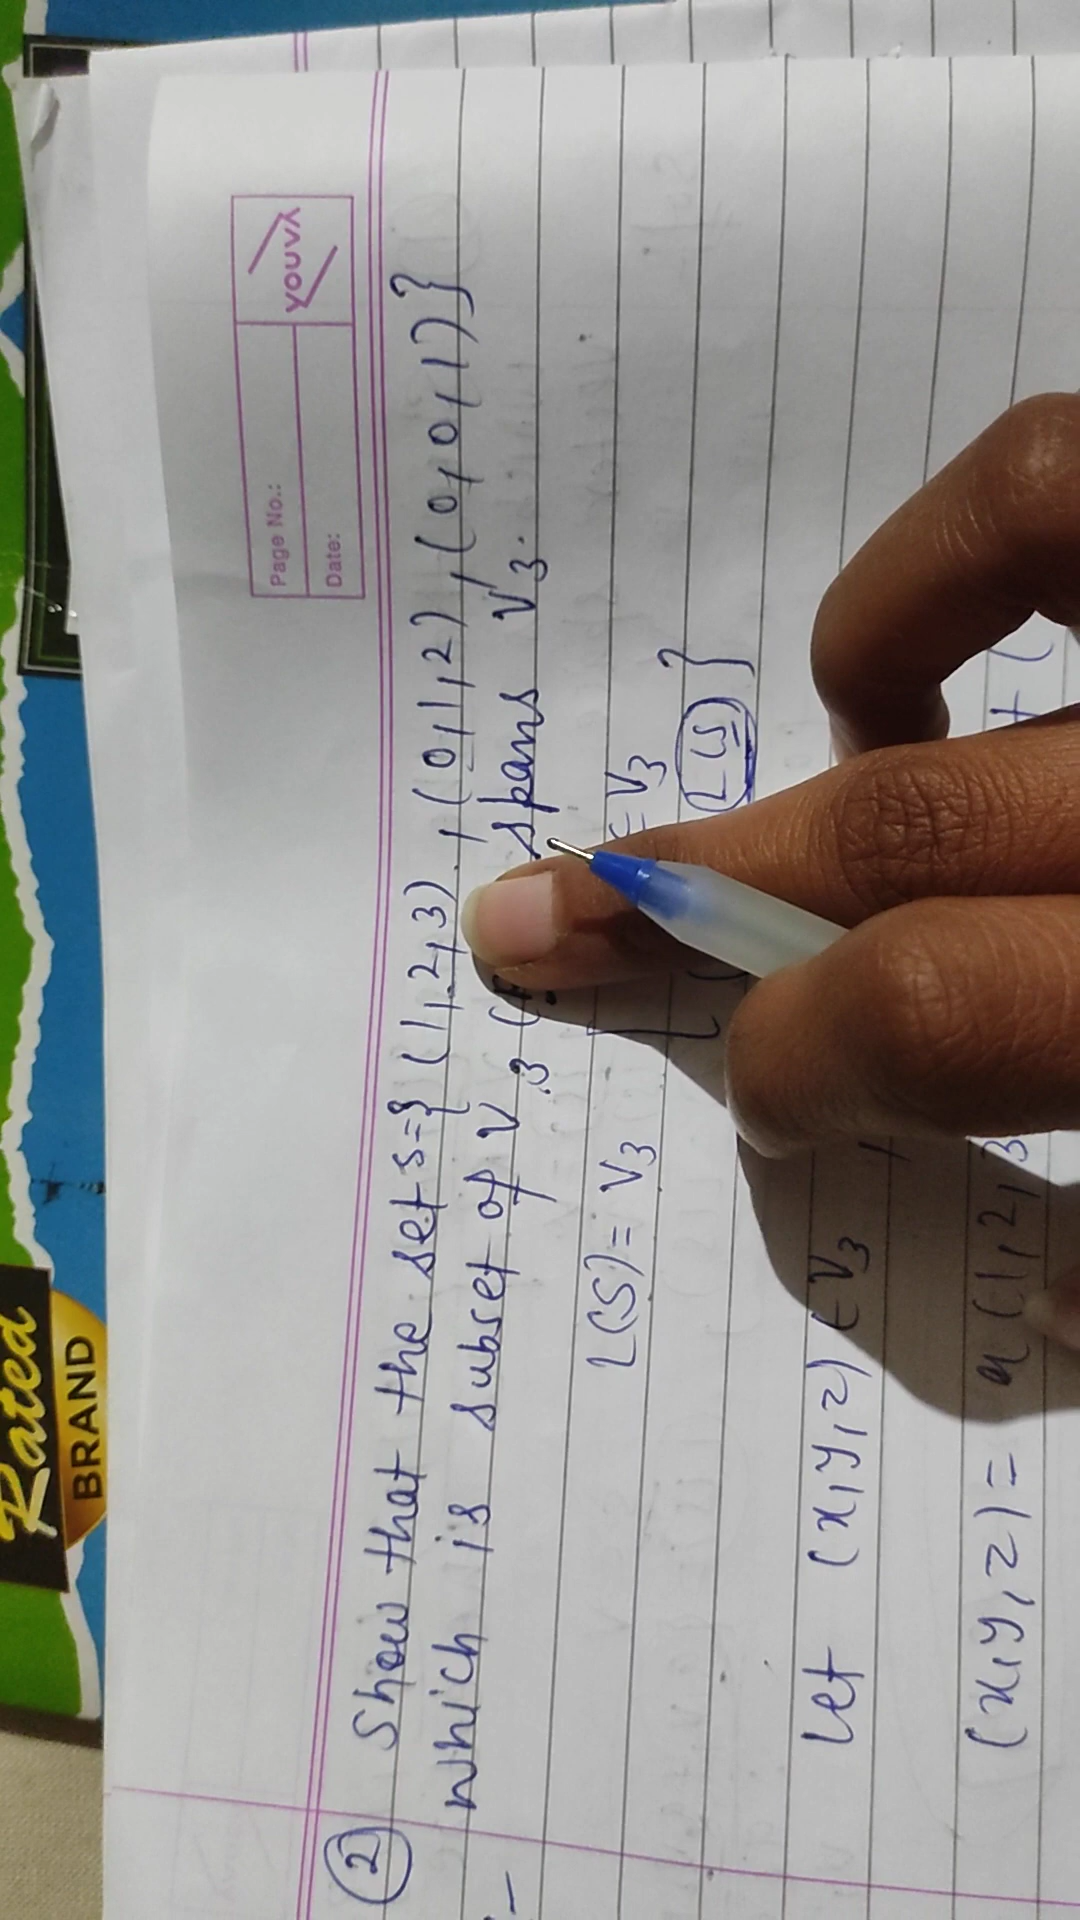 Rated
BRAND
Page No.:
Date:
YOUVA
(2) Show that the set S={(1,2,3), (0,1,2), (0,0,1)}
which is subset of V3 spans V3.
L(S)= V3 ∈ V3
L(S) }
Let (x,y,z) ∈ V3
(x,y,z) = (1,2,3 + (